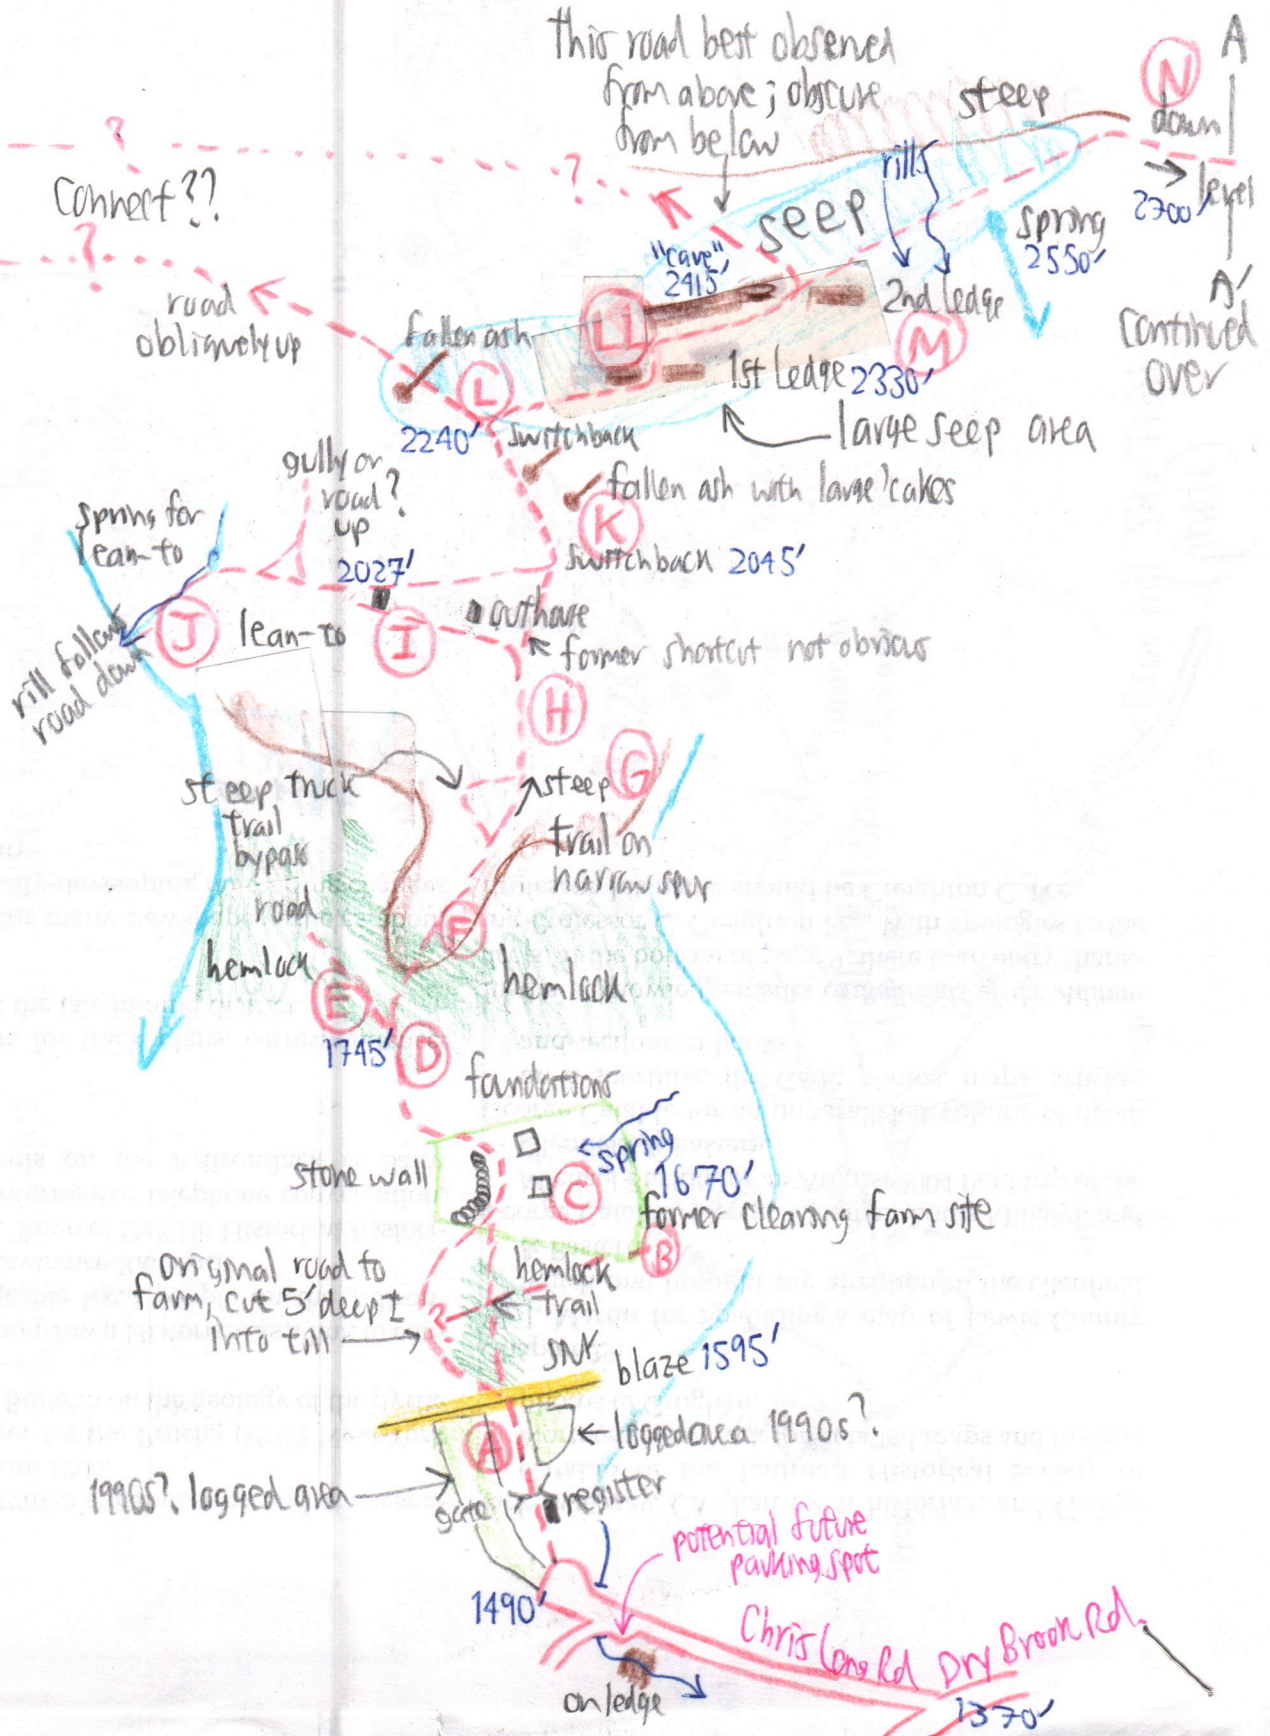 This road best observed
from above; obscure
from below
steep
N
A
down
level
2700'
rills
seep
spring
2550'
"cave"
2415'
?
?
Connect??
?
road
obliquely up
fallen ash
L
LL
2nd ledge
M
1st Ledge 2330'
A'
continued
over
large seep area
2240'
switchback
fallen ash with large
K
gully or
road?
up
spring for
lean-to
2027'
switchback 2045'
outhouse
J
lean-to
I
former shortcut - not obvious
rill follows
road down
H
G
steep truck
trail
bypass
road
steep
trail on
narrow spur
F
hemlock
hemlock
E
1745'
D
foundations
spring
1670'
stone wall
C
former clearing farm site
B
original road to
farm, cut 5' deep ±
into till
?
hemlock
trail
blaze 1595'
A
logged area 1990s?
1990s? logged area
gate
register
potential future
parking spot
1490'
Chris Long Rd
Dry Brook Rd.
on ledge
1370'